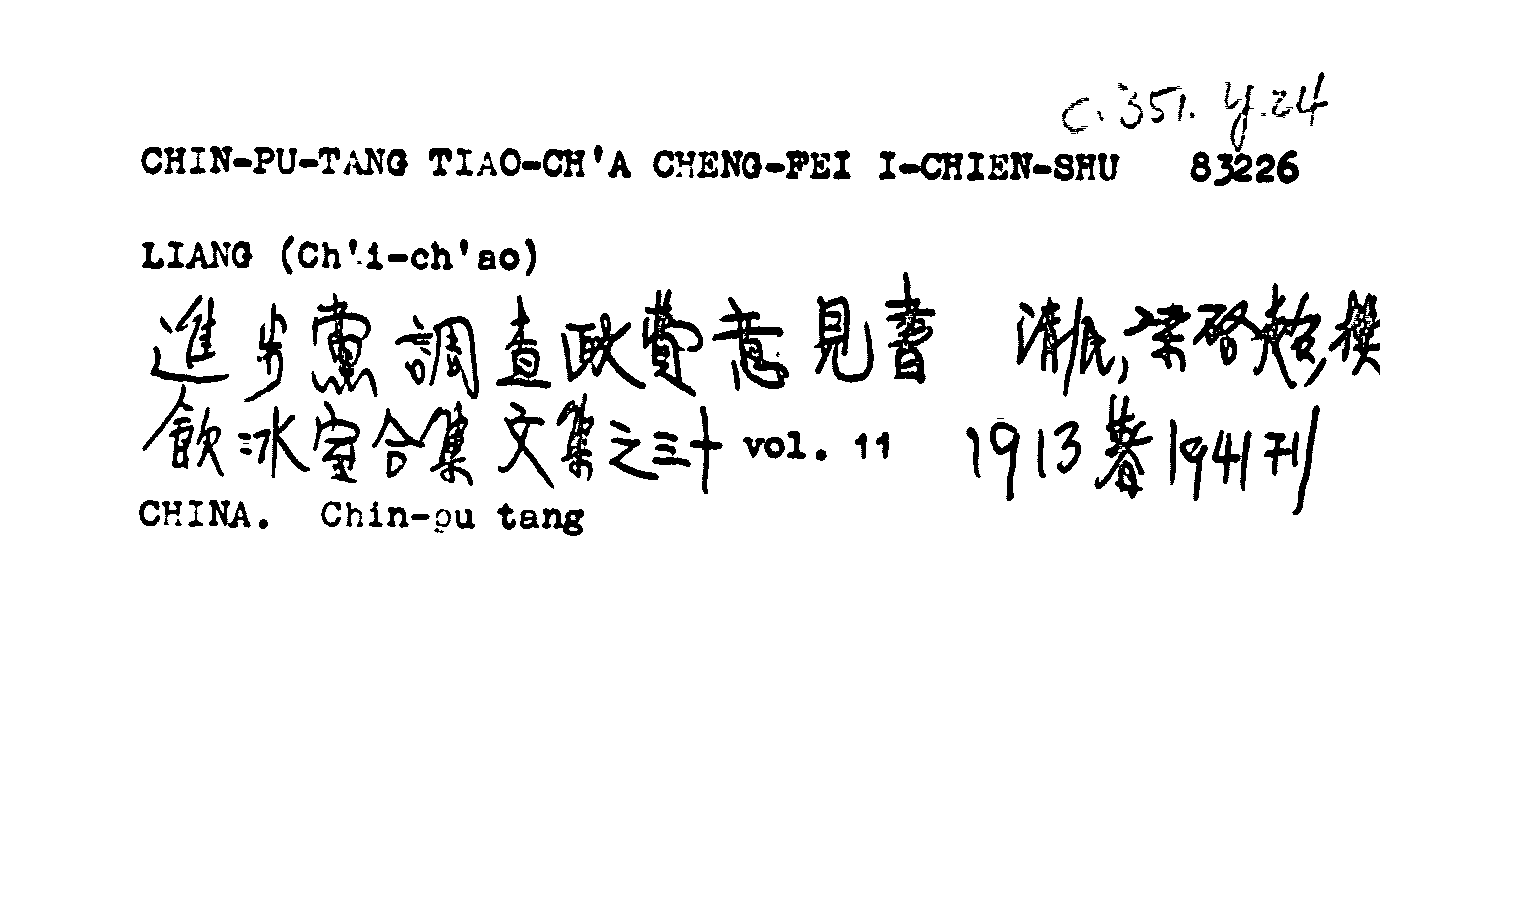 c.351. y.24
CHIN-PU-TANG TIAO-CH'A CHENG-FEI I-CHIEN-SHU 83226
LIANG (Ch'i-ch'ao)
進步黨調查政費意見書 清民,梁啓超撰
飲冰室合集文集之三十 vol. 11 1913著1941刊
CHINA. Chin-pu tang